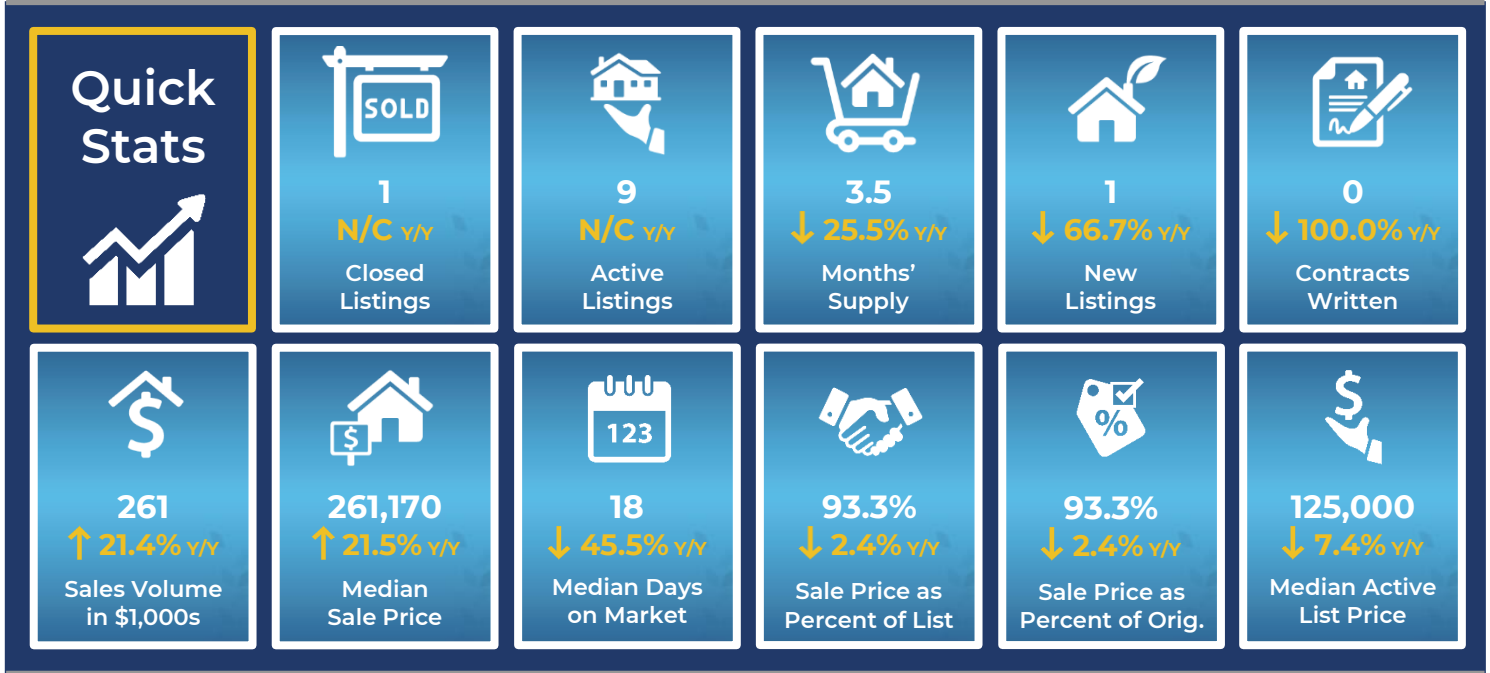 Quick
Stats
SOLD
1
N/C Y/Y
Closed
Listings
9
N/C Y/Y
Active
Listings
3.5
↓ 25.5% Y/Y
Months’
Supply
1
↓ 66.7% Y/Y
New
Listings
0
↓ 100.0% Y/Y
Contracts
Written
$
261
↑ 21.4% Y/Y
Sales Volume
in $1,000s
$
261,170
↑ 21.5% Y/Y
Median
Sale Price
123
18
↓ 45.5% Y/Y
Median Days
on Market
93.3%
↓ 2.4% Y/Y
Sale Price as
Percent of List
%
93.3%
↓ 2.4% Y/Y
Sale Price as
Percent of Orig.
$
125,000
↓ 7.4% Y/Y
Median Active
List Price